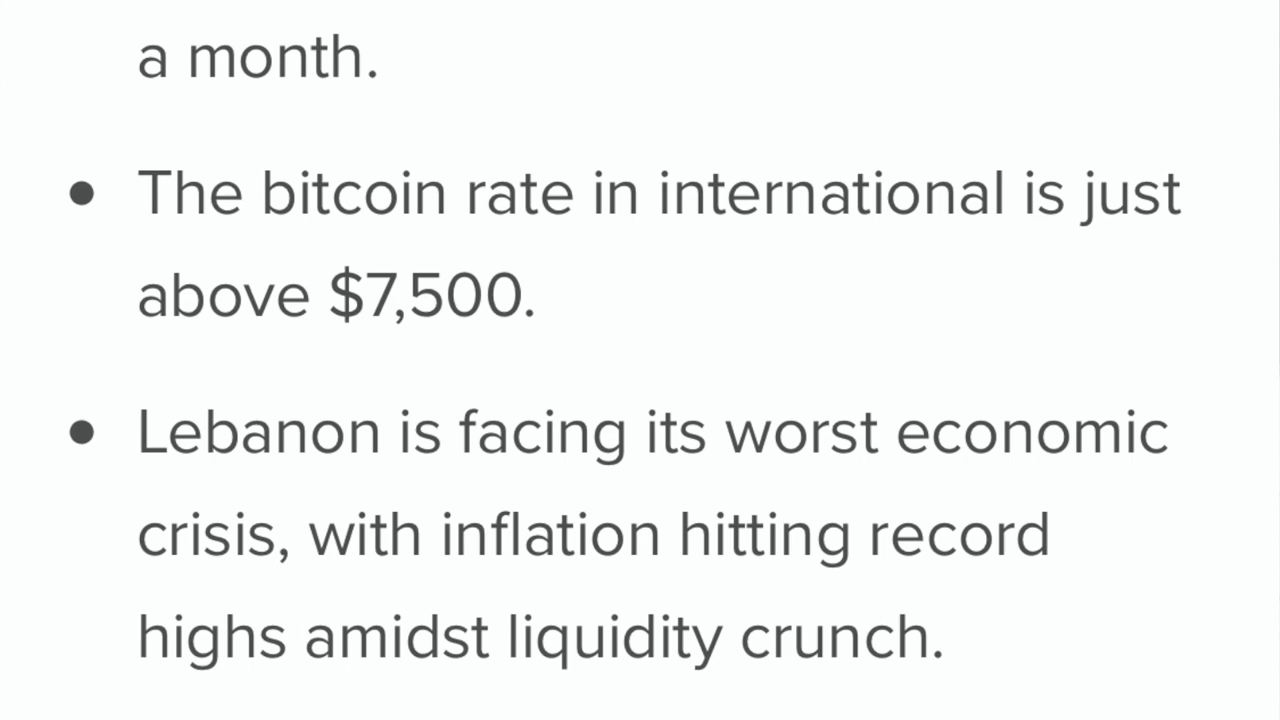 a month.
• The bitcoin rate in international is just
above $7,500.
• Lebanon is facing its worst economic
crisis, with inflation hitting record
highs amidst liquidity crunch.